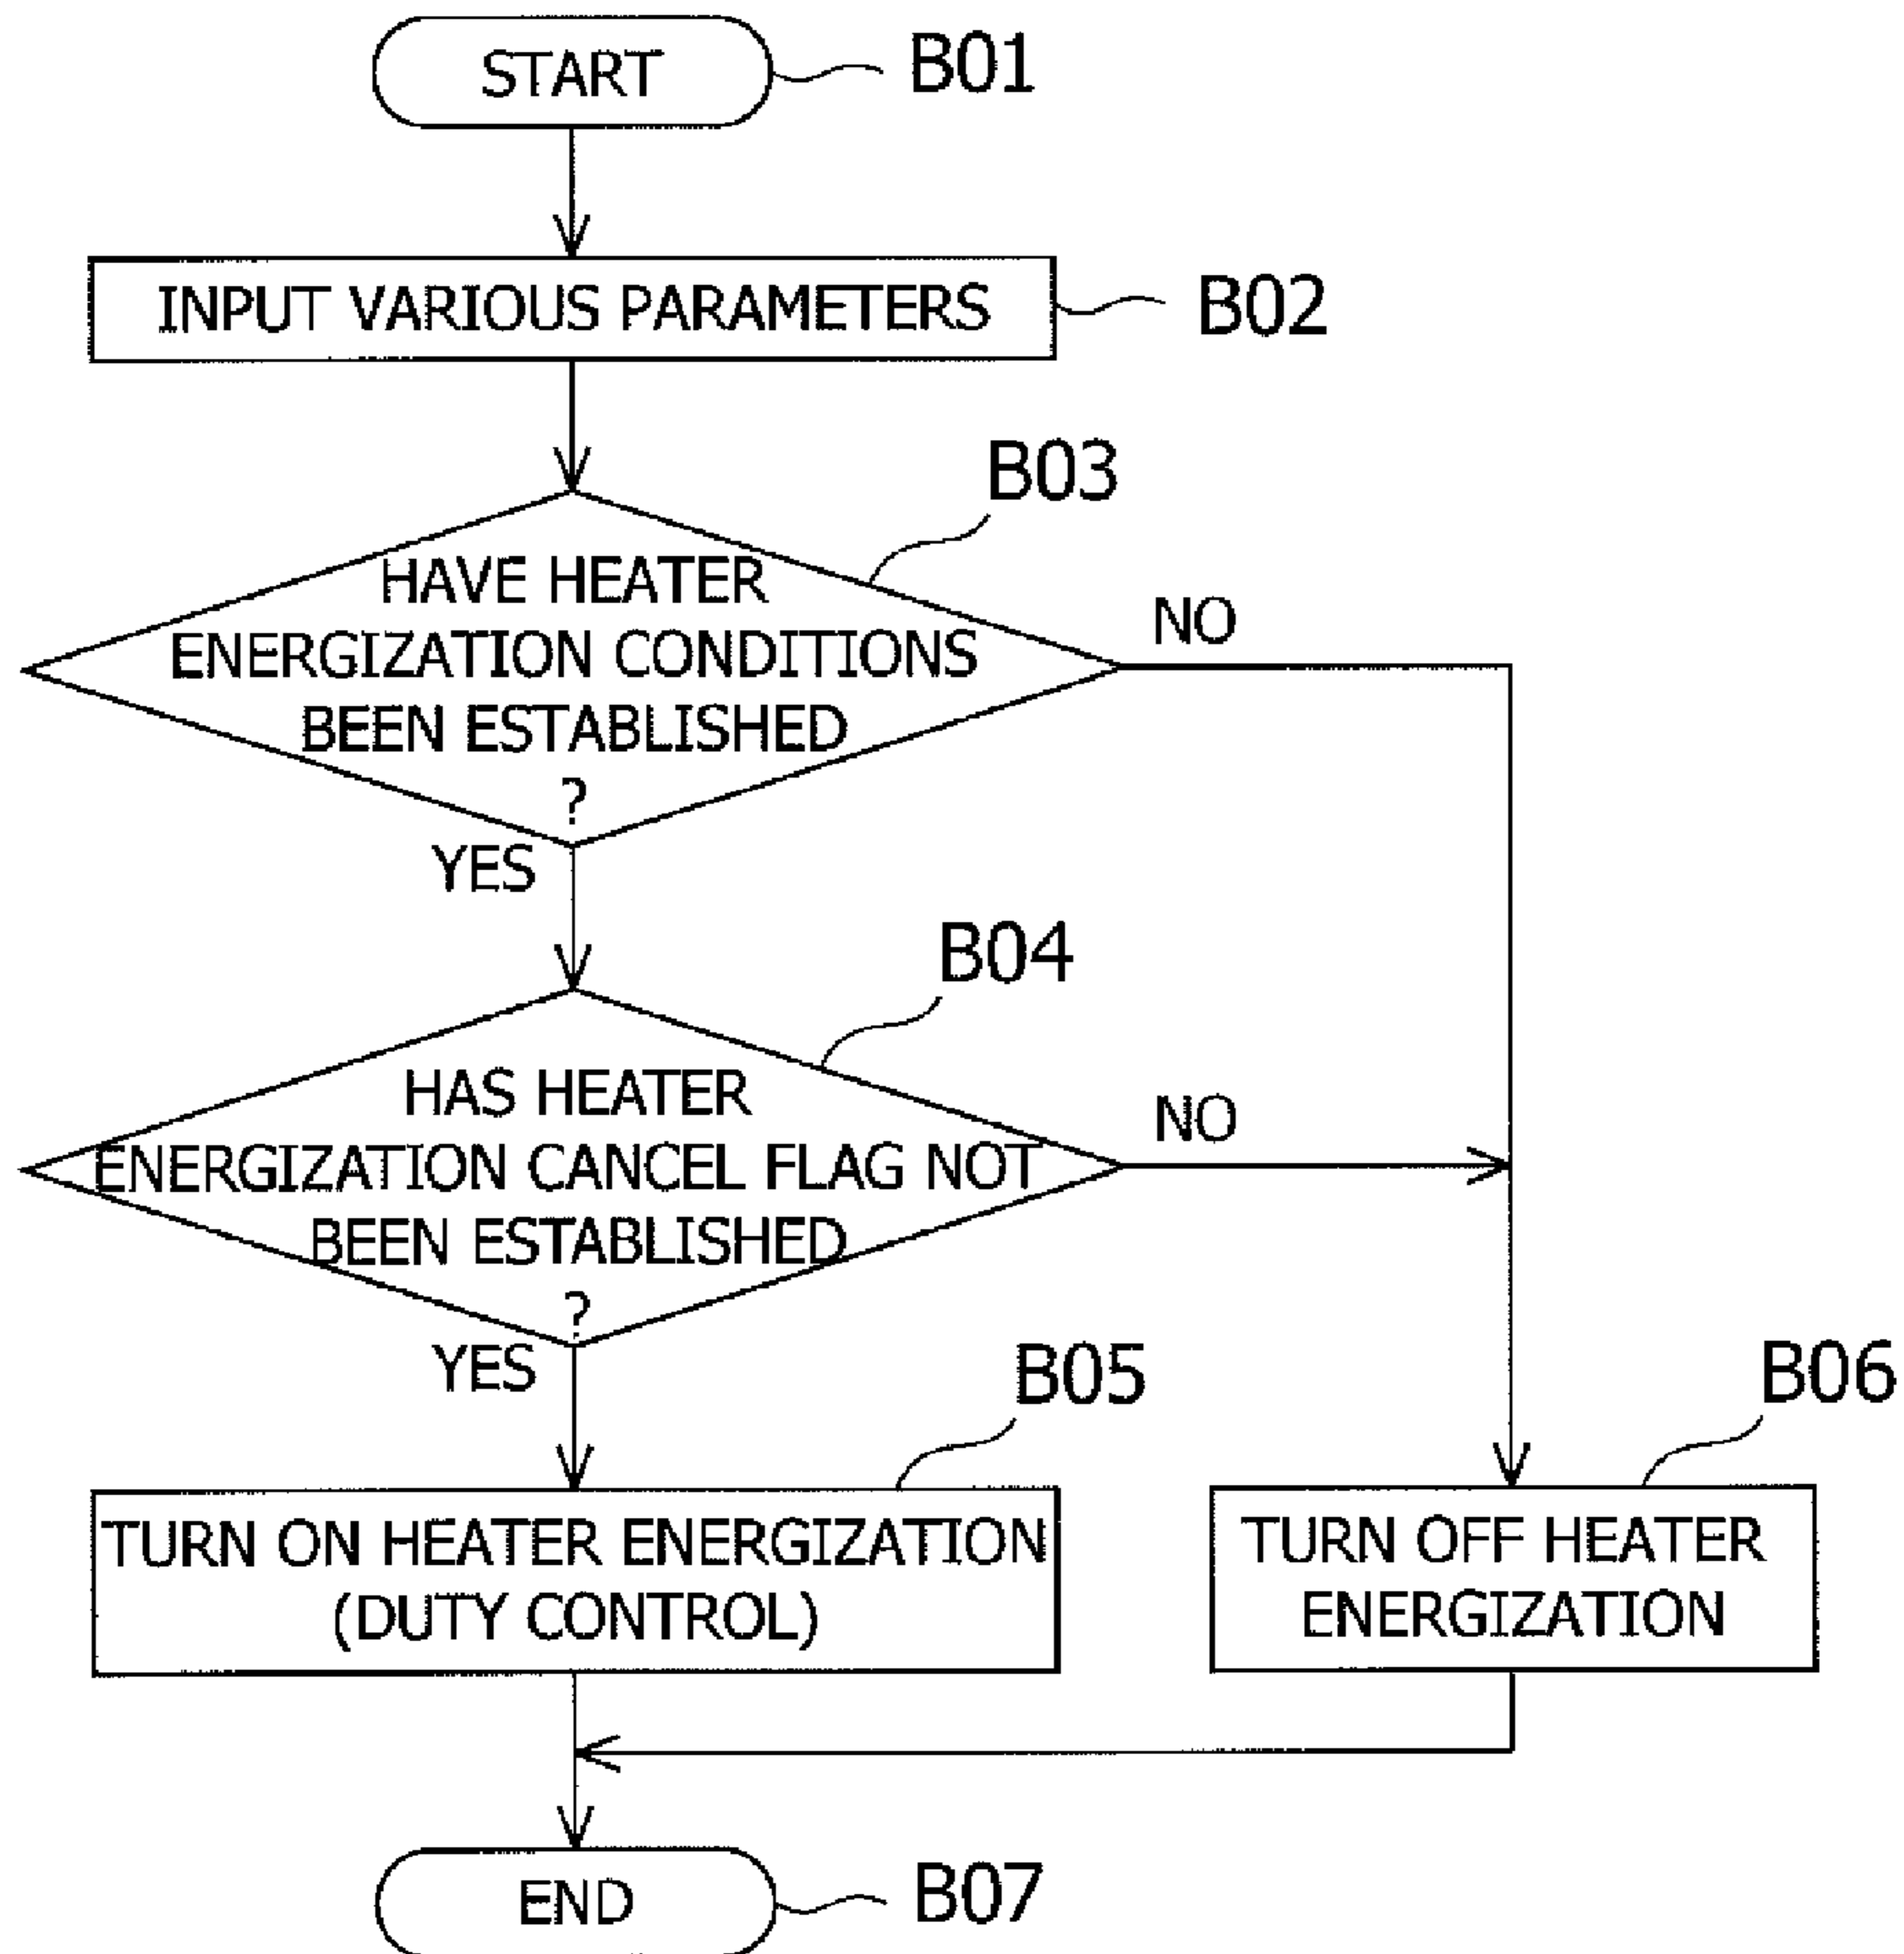 START
B01
INPUT VARIOUS PARAMETERS
B02
B03
HAVE HEATER
ENERGIZATION CONDITIONS
BEEN ESTABLISHED
?
NO
YES
B04
HAS HEATER
ENERGIZATION CANCEL FLAG NOT
BEEN ESTABLISHED
?
NO
YES
B05
TURN ON HEATER ENERGIZATION
(DUTY CONTROL)
B06
TURN OFF HEATER
ENERGIZATION
END
B07